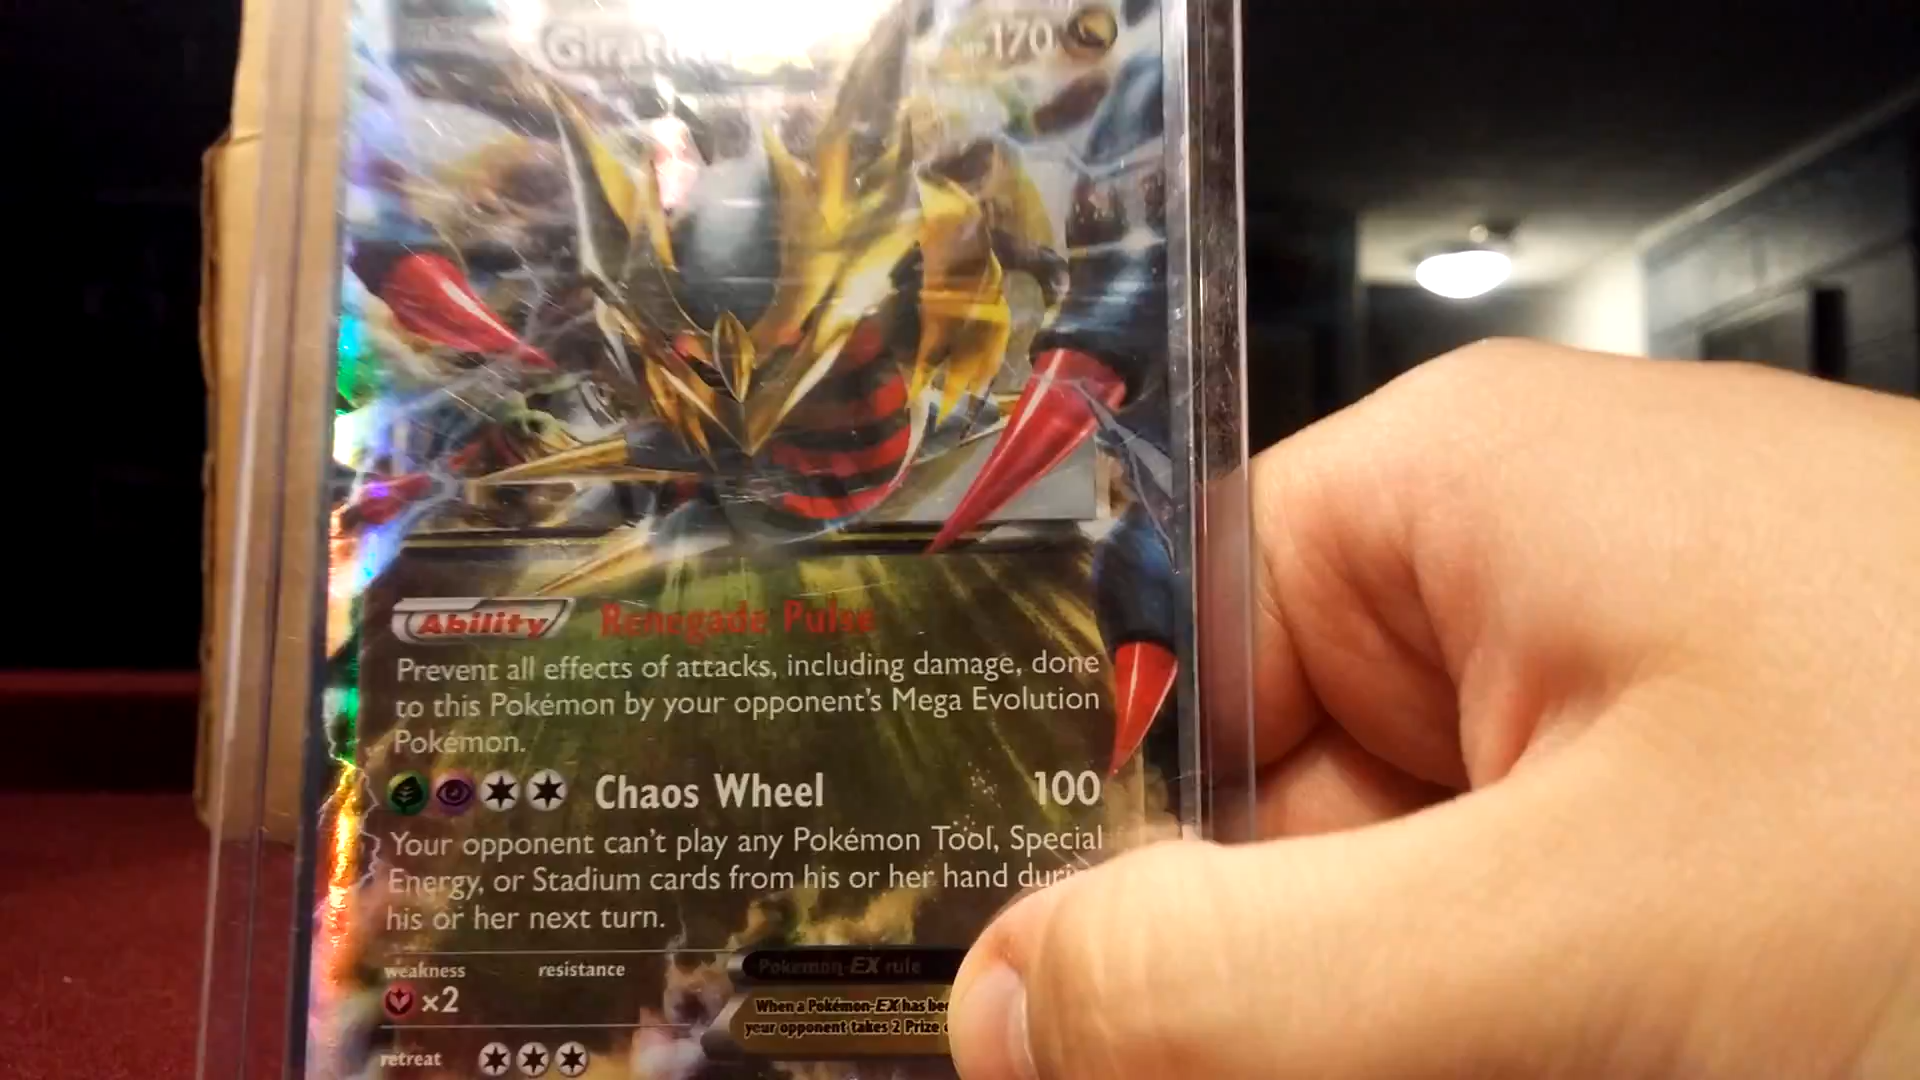 HP170
Ability Renegade Pulse
Prevent all effects of attacks, including damage, done
to this Pokémon by your opponent's Mega Evolution
Pokémon.
Chaos Wheel 100
Your opponent can't play any Pokémon Tool, Special
Energy, or Stadium cards from his or her hand
his or her next turn.
weakness resistance
x2
Pokémon-EX rule
When a Pokémon-EX has
your opponent takes 2 Prize
retreat